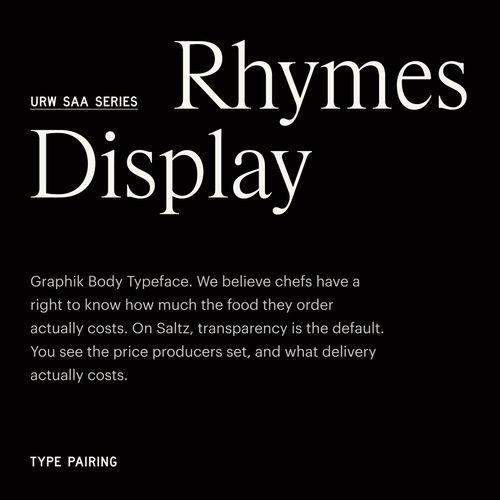 Rhymes
URW SAA SERIES
Display
Graphik Body Typeface. We believe chefs have a
right to know how much the food they order
actually costs. On Saltz, transparency is the default.
You see the price producers set, and what delivery
actually costs.
TYPE PAIRING